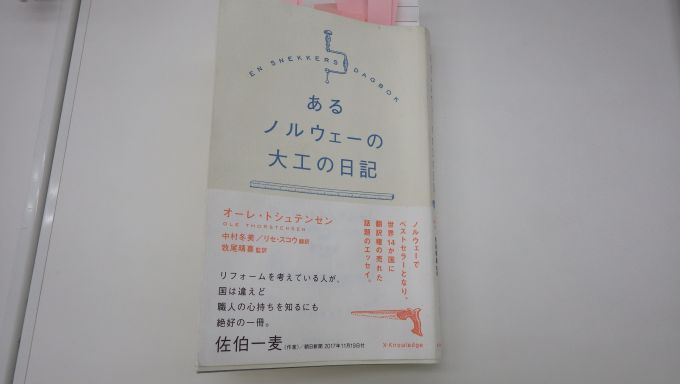 EN SNEKKERS DAGBOK
ある
ノルウェーの
大工の日記
オーレ・トシュテンセン
OLE THORSTENSEN
中村冬美/リセ・スコウ 翻訳
牧尾晴喜 監訳
ノルウェーで
ベストセラーとなり、
世界14か国に
翻訳権の売れた
話題のエッセイ。
リフォームを考えている人が、
国は違えど
職人の心持ちを知るにも
絶好の一冊。
佐伯一麦(作家)/朝日新聞 2017年11月19日付
X-Knowledge